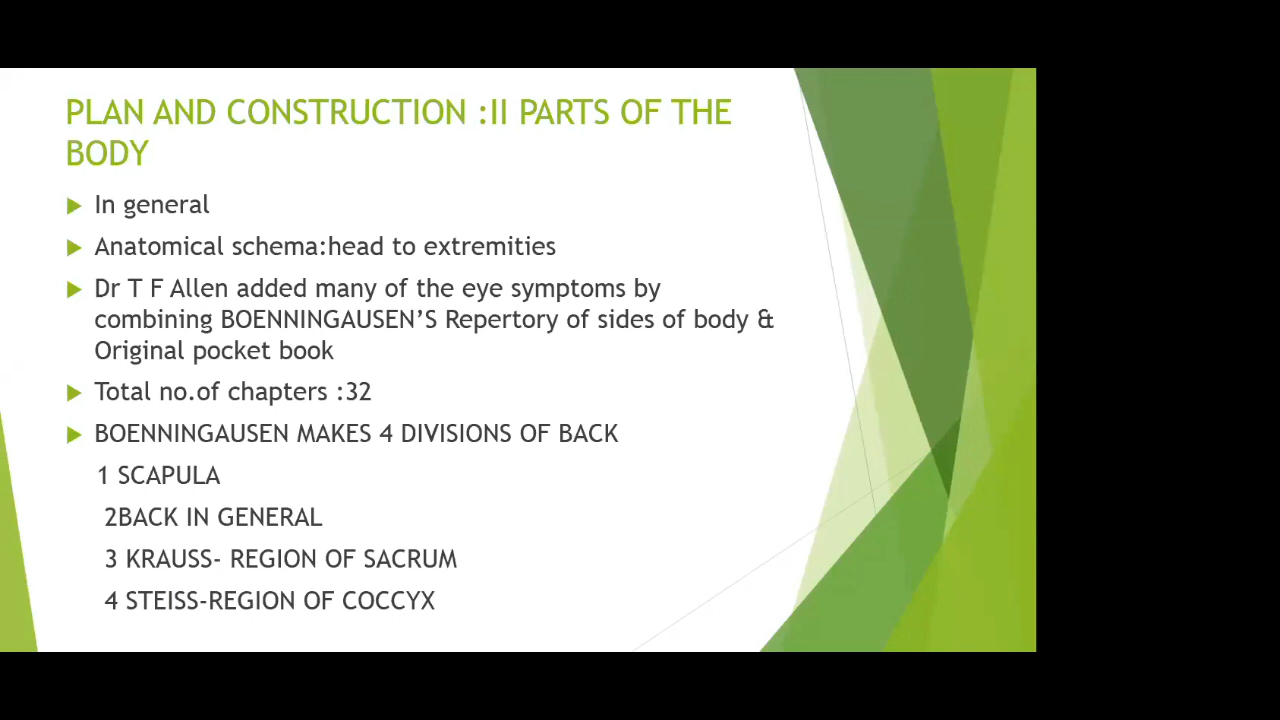 PLAN AND CONSTRUCTION :II PARTS OF THE
BODY
In general
Anatomical schema:head to extremities
Dr T F Allen added many of the eye symptoms by
combining BOENNINGAUSEN’S Repertory of sides of body &
Original pocket book
Total no.of chapters :32
BOENNINGAUSEN MAKES 4 DIVISIONS OF BACK
1 SCAPULA
2BACK IN GENERAL
3 KRAUSS- REGION OF SACRUM
4 STEISS-REGION OF COCCYX